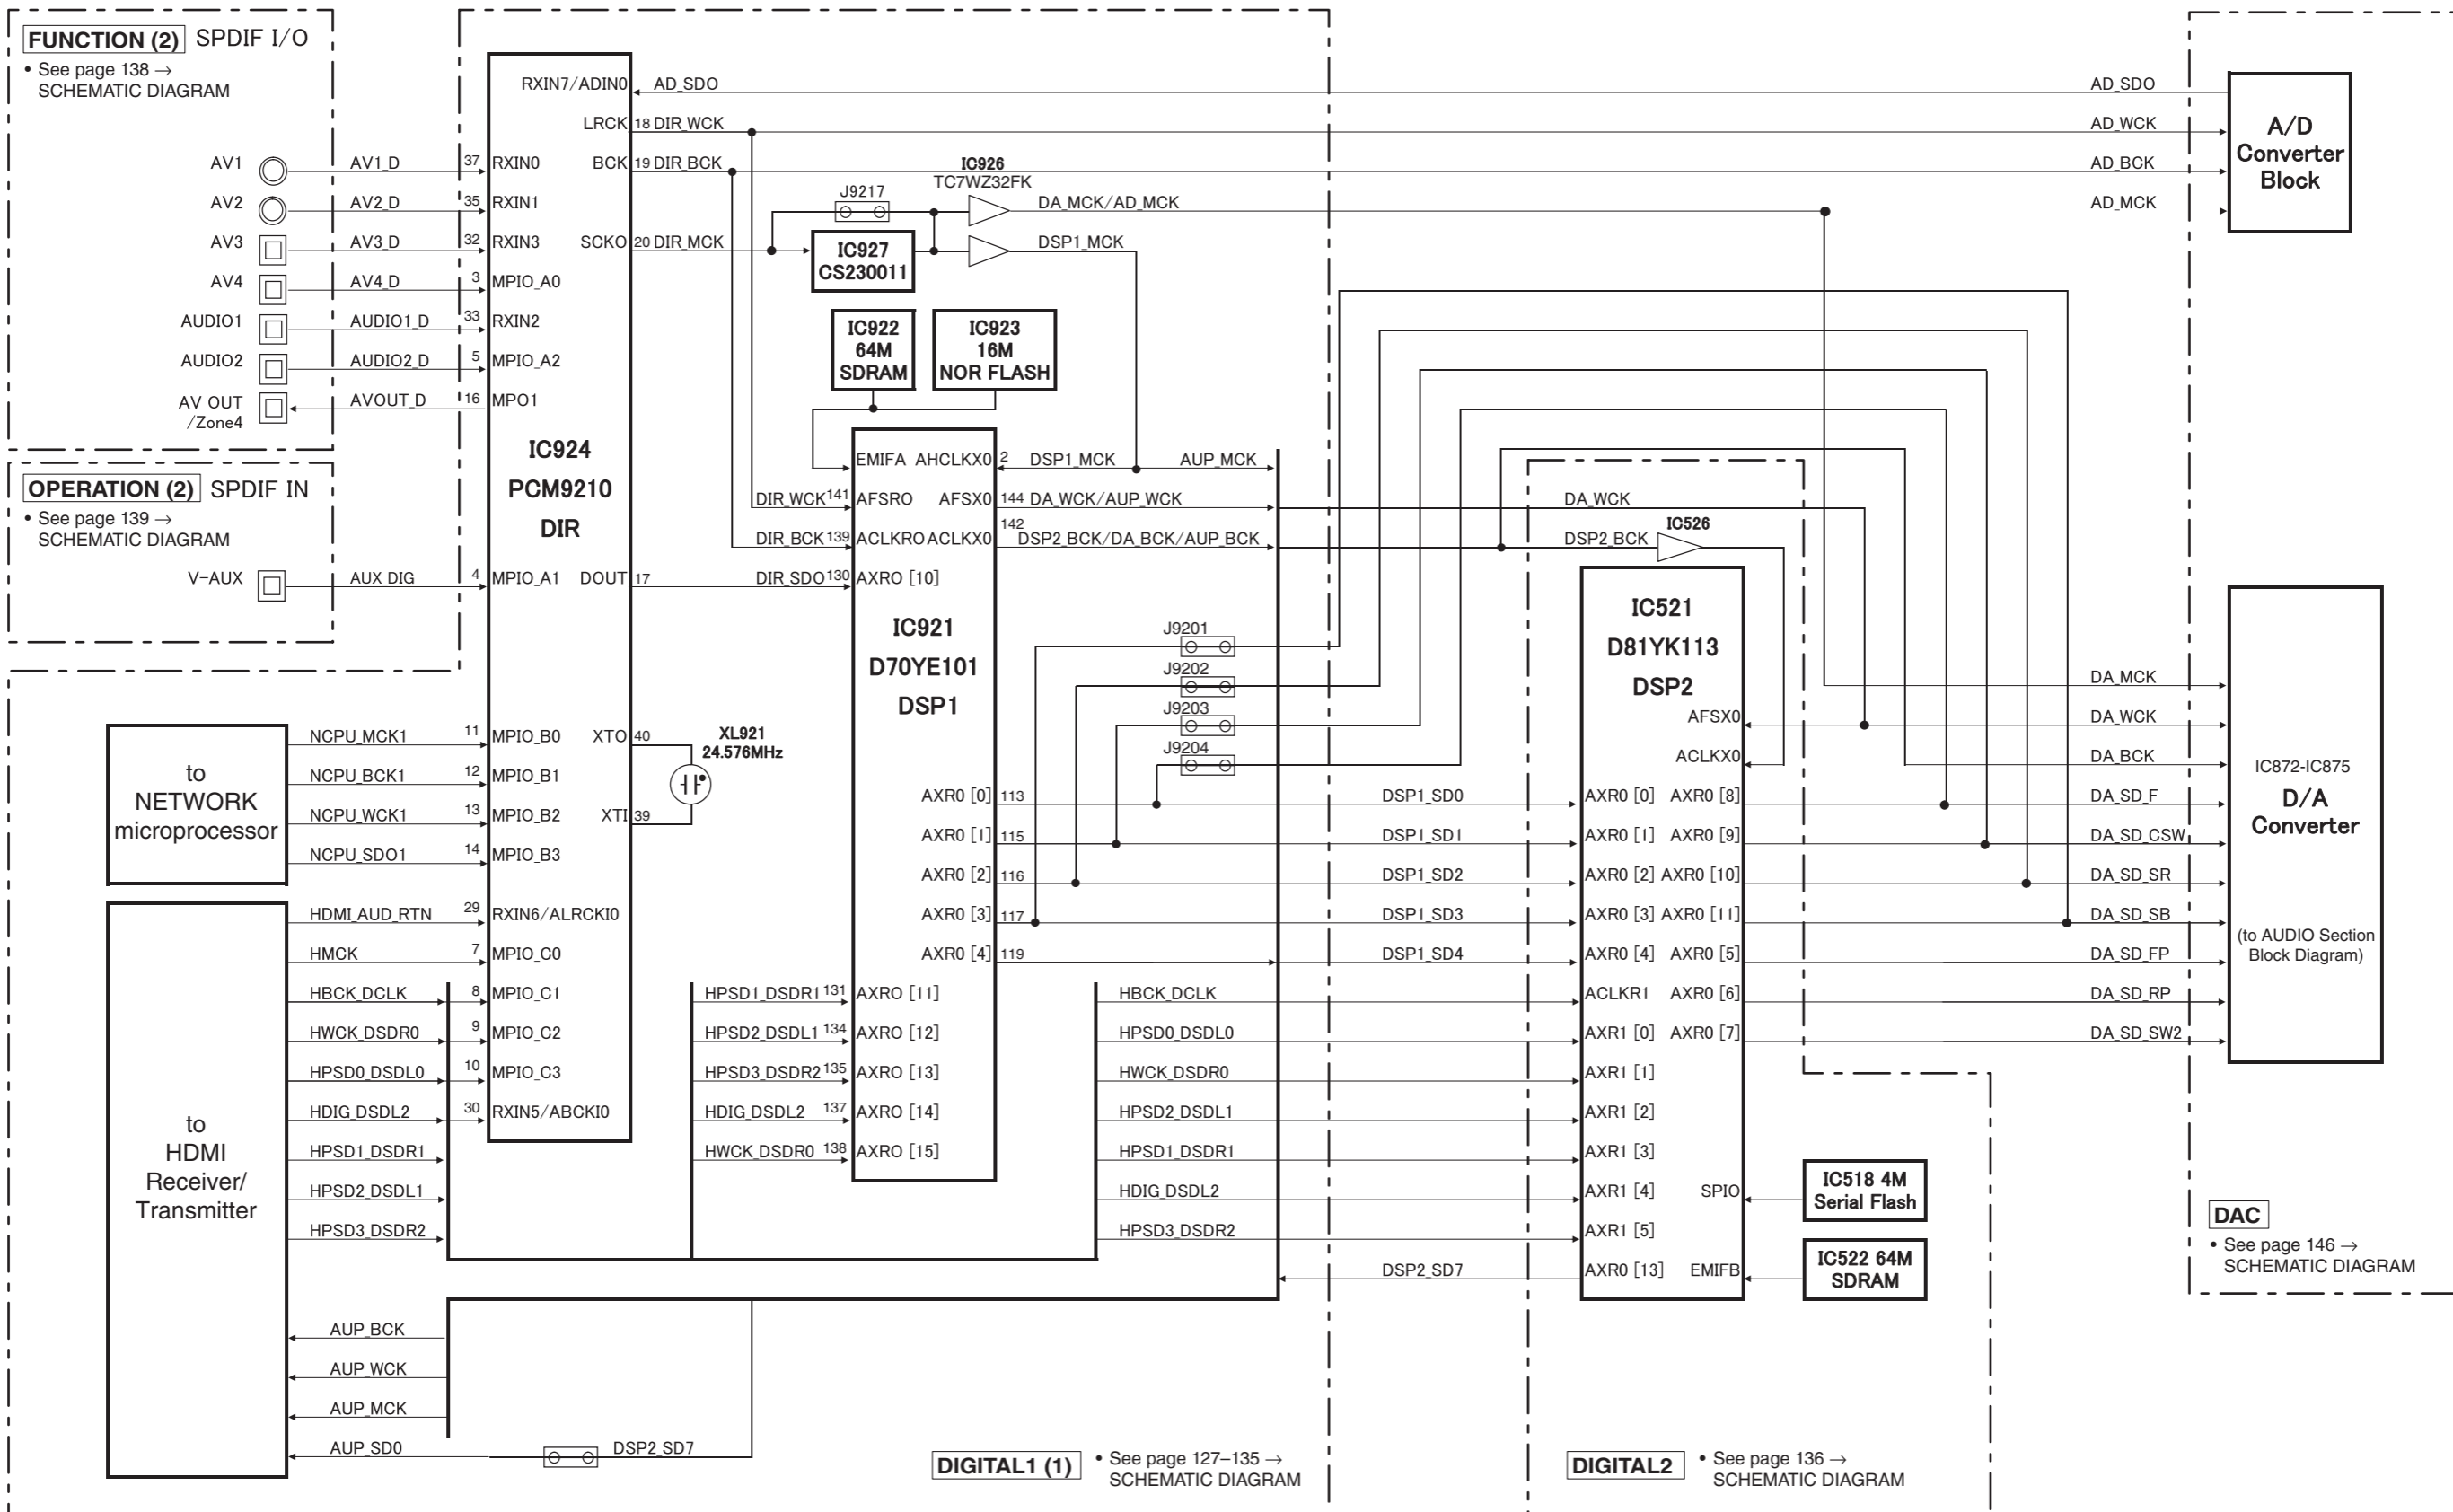 FUNCTION (2) SPDIF I/O
• See page 138 →
SCHEMATIC DIAGRAM
AV1
AV1_D
37
RXIN0
AV2
AV2_D
35
RXIN1
AV3
AV3_D
32
RXIN3
AV4
AV4_D
3
MPIO_A0
AUDIO1
AUDIO1_D
33
RXIN2
AUDIO2
AUDIO2_D
5
MPIO_A2
AV OUT
/Zone4
AVOUT_D
16
MPO1
OPERATION (2) SPDIF IN
• See page 139 →
SCHEMATIC DIAGRAM
V-AUX
AUX_DIG
4
MPIO_A1
IC924
PCM9210
DIR
RXIN7/ADIN0
AD_SDO
LRCK
18
DIR_WCK
BCK
19
DIR_BCK
SCKO
20
DIR_MCK
DOUT
17
XTO
40
XTI
39
XL921
24.576MHz
to
NETWORK
microprocessor
NCPU_MCK1
11
MPIO_B0
NCPU_BCK1
12
MPIO_B1
NCPU_WCK1
13
MPIO_B2
NCPU_SDO1
14
MPIO_B3
to
HDMI
Receiver/
Transmitter
HDMI_AUD_RTN
29
RXIN6/ALRCKI0
HMCK
7
MPIO_C0
HBCK_DCLK
8
MPIO_C1
HWCK_DSDR0
9
MPIO_C2
HPSD0_DSDL0
10
MPIO_C3
HDIG_DSDL2
30
RXIN5/ABCKI0
HPSD1_DSDR1
HPSD2_DSDL1
HPSD3_DSDR2
AUP_BCK
AUP_WCK
AUP_MCK
AUP_SD0
DSP2_SD7
J9217
IC927
CS230011
IC926
TC7WZ32FK
DA_MCK/AD_MCK
DSP1_MCK
IC922
64M
SDRAM
IC923
16M
NOR FLASH
EMIFA
AHCLKX0
2
DSP1_MCK
AUP_MCK
DIR_WCK
141
AFSRO
AFSX0
144
DA_WCK/AUP_WCK
DIR_BCK
139
ACLKRO
ACLKX0
142
DSP2_BCK/DA_BCK/AUP_BCK
DIR_SDO
130
AXRO [10]
IC921
D70YE101
DSP1
J9201
J9202
J9203
J9204
AXR0 [0]
113
AXR0 [1]
115
AXR0 [2]
116
AXR0 [3]
117
AXR0 [4]
119
HPSD1_DSDR1
131
AXRO [11]
HPSD2_DSDL1
134
AXRO [12]
HPSD3_DSDR2
135
AXRO [13]
HDIG_DSDL2
137
AXRO [14]
HWCK_DSDR0
138
AXRO [15]
DIGITAL1 (1)
• See page 127–135 →
SCHEMATIC DIAGRAM
DA_WCK
DSP2_BCK
IC526
IC521
D81YK113
DSP2
AFSX0
ACLKX0
DSP1_SD0
AXR0 [0]
AXR0 [8]
DSP1_SD1
AXR0 [1]
AXR0 [9]
DSP1_SD2
AXR0 [2]
AXR0 [10]
DSP1_SD3
AXR0 [3]
AXR0 [11]
DSP1_SD4
AXR0 [4]
AXR0 [5]
HBCK_DCLK
ACLKR1
AXR0 [6]
HPSD0_DSDL0
AXR1 [0]
AXR0 [7]
HWCK_DSDR0
AXR1 [1]
HPSD2_DSDL1
AXR1 [2]
HPSD1_DSDR1
AXR1 [3]
HDIG_DSDL2
AXR1 [4]
SPIO
HPSD3_DSDR2
AXR1 [5]
DSP2_SD7
AXR0 [13]
EMIFB
IC518 4M
Serial Flash
IC522 64M
SDRAM
DIGITAL2
• See page 136 →
SCHEMATIC DIAGRAM
AD_SDO
AD_WCK
AD_BCK
AD_MCK
A/D
Converter
Block
DA_MCK
DA_WCK
DA_BCK
DA_SD_F
DA_SD_CSW
DA_SD_SR
DA_SD_SB
DA_SD_FP
DA_SD_RP
DA_SD_SW2
IC872-IC875
D/A
Converter
(to AUDIO Section
Block Diagram)
DAC
• See page 146 →
SCHEMATIC DIAGRAM